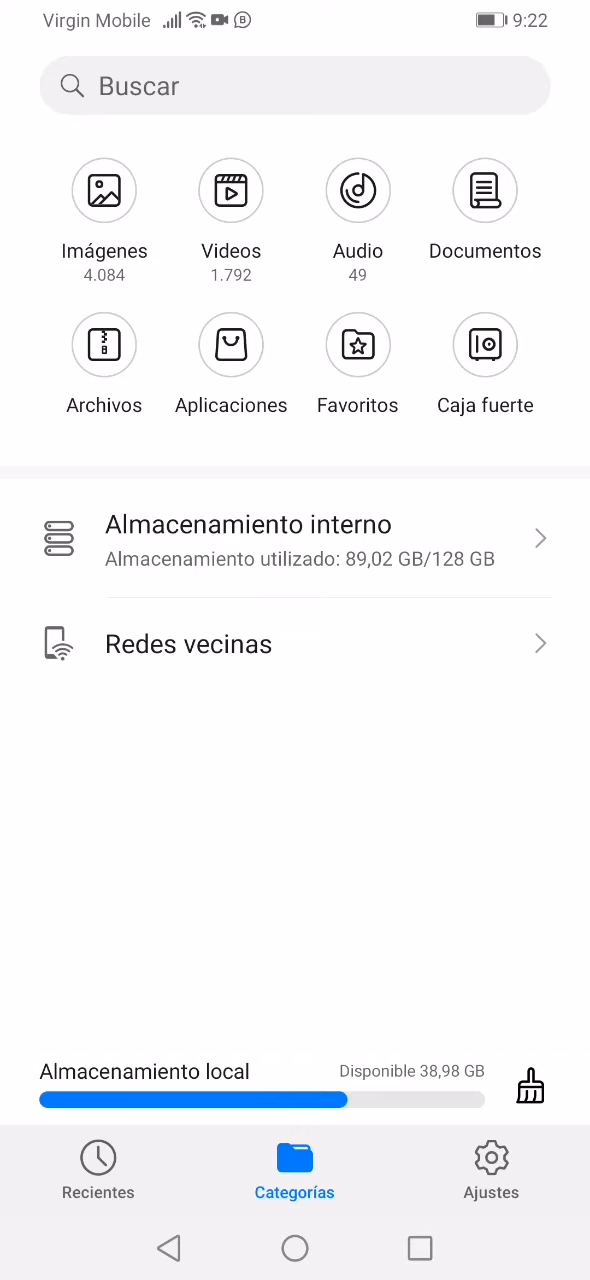 Virgin Mobile 9:22
Buscar
Imágenes Videos Audio Documentos
4.084 1.792 49
Archivos Aplicaciones Favoritos Caja fuerte
Almacenamiento interno
Almacenamiento utilizado: 89,02 GB/128 GB
Redes vecinas
Almacenamiento local Disponible 38,98 GB
Recientes Categorías Ajustes